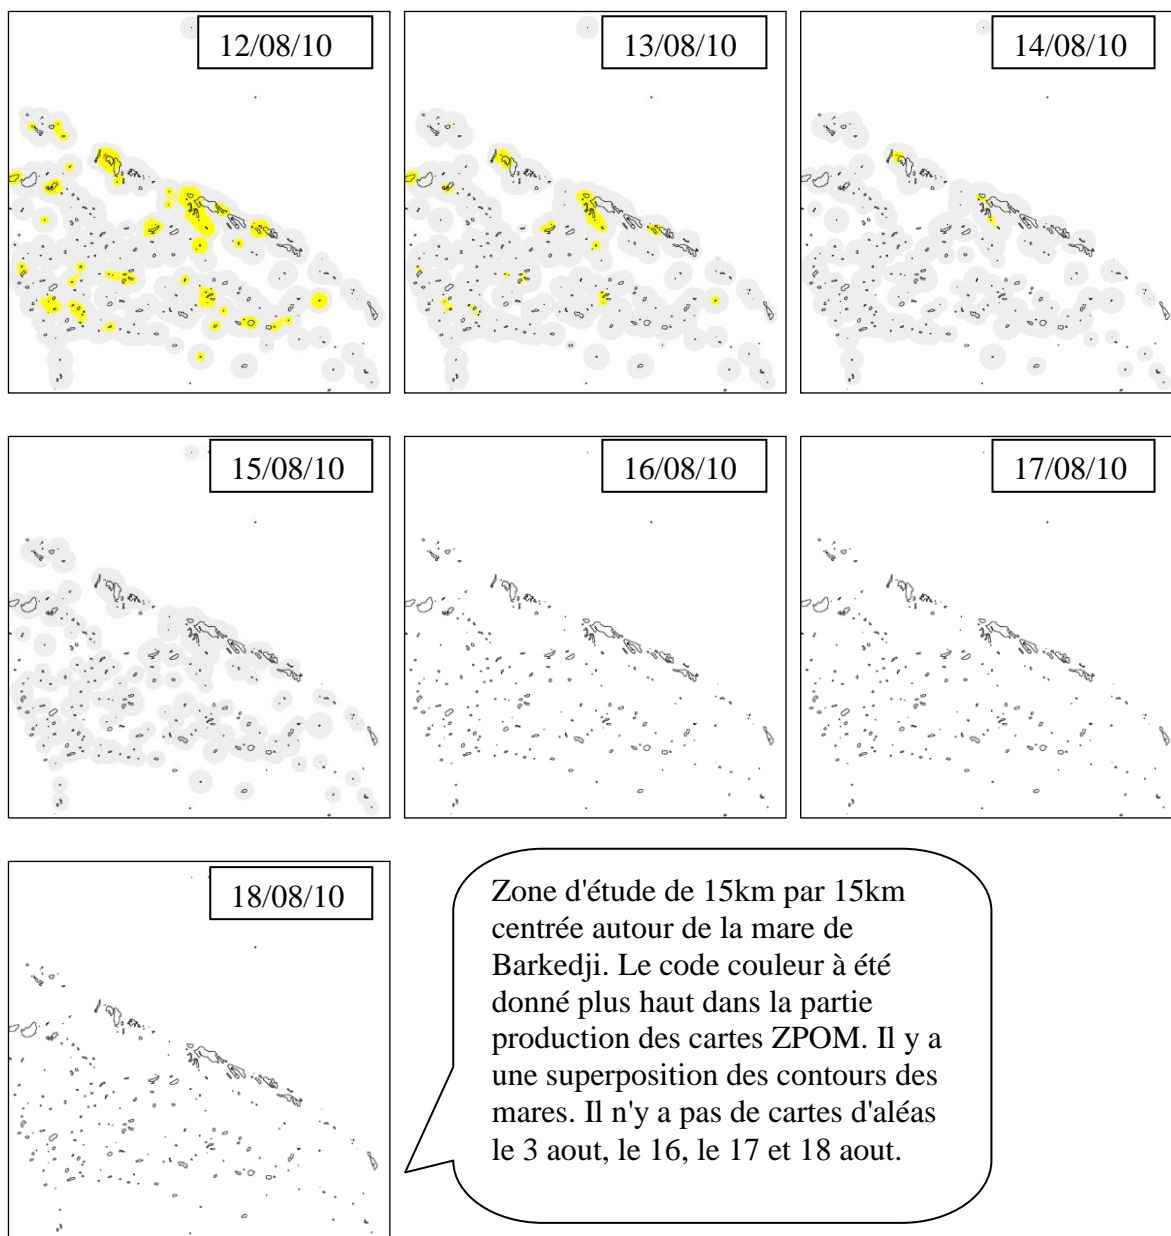 12/08/10
13/08/10
14/08/10
15/08/10
16/08/10
17/08/10
18/08/10
Zone d'étude de 15km par 15km
centrée autour de la mare de
Barkedji. Le code couleur à été
donné plus haut dans la partie
production des cartes ZPOM. Il y a
une superposition des contours des
mares. Il n'y a pas de cartes d'aléas
le 3 aout, le 16, le 17 et 18 aout.